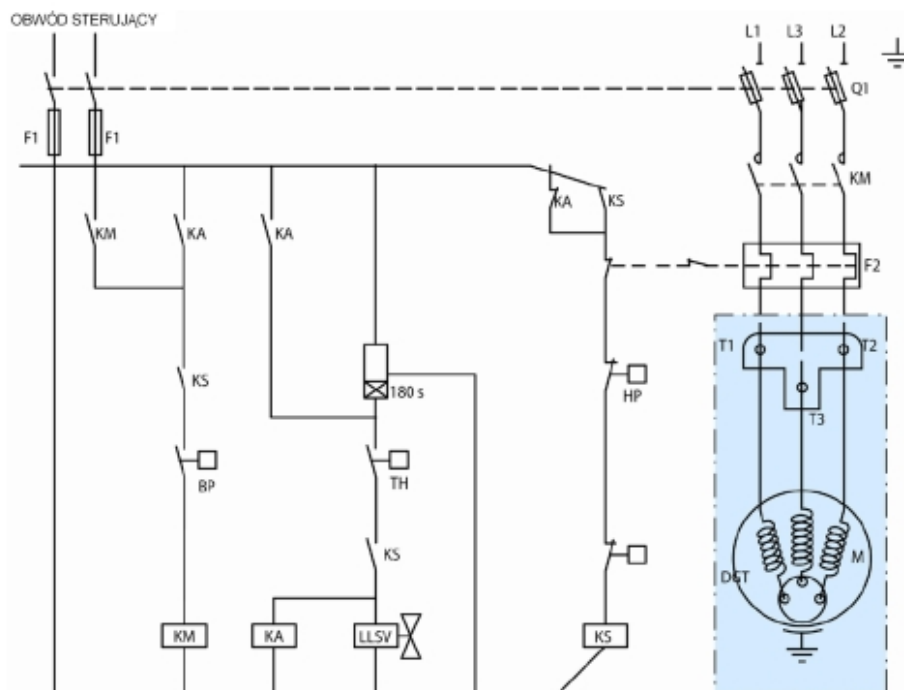 OBWÓD STERUJĄCY
L1 L3 L2
Q1
F1 F1
KM
KA KS
KM KA KA
F2
T1 T2
180 s
HP
T3
KS
BP TH
KS
DGT M
KM KA LLSV KS